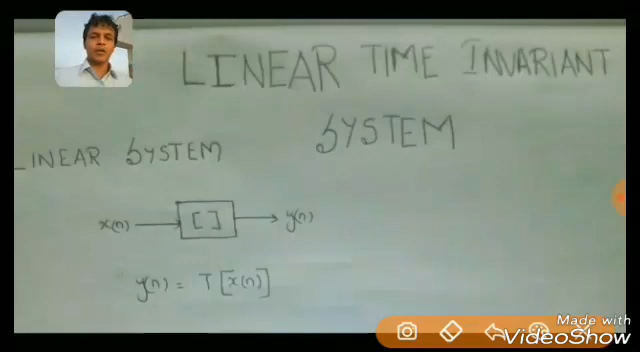 LINEAR TIME INVARIANT
SYSTEM
LINEAR SYSTEM
x(n) [ ] y(n)
y(n) = T[x(n)]
Made with
VideoShow